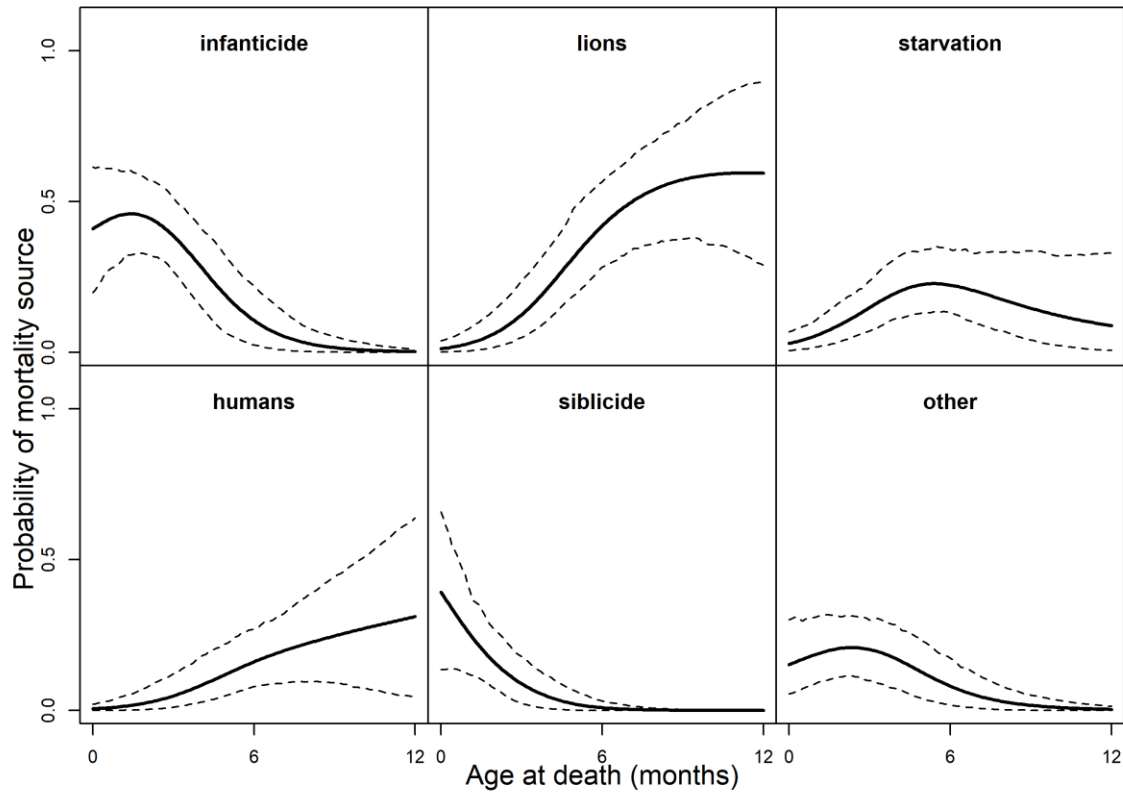 infanticide
lions
starvation
1.0
0.5
0.0
humans
siblicide
other
1.0
0.5
0.0
Probability of mortality source
0 6 12 0 6 12 0 6 12
Age at death (months)